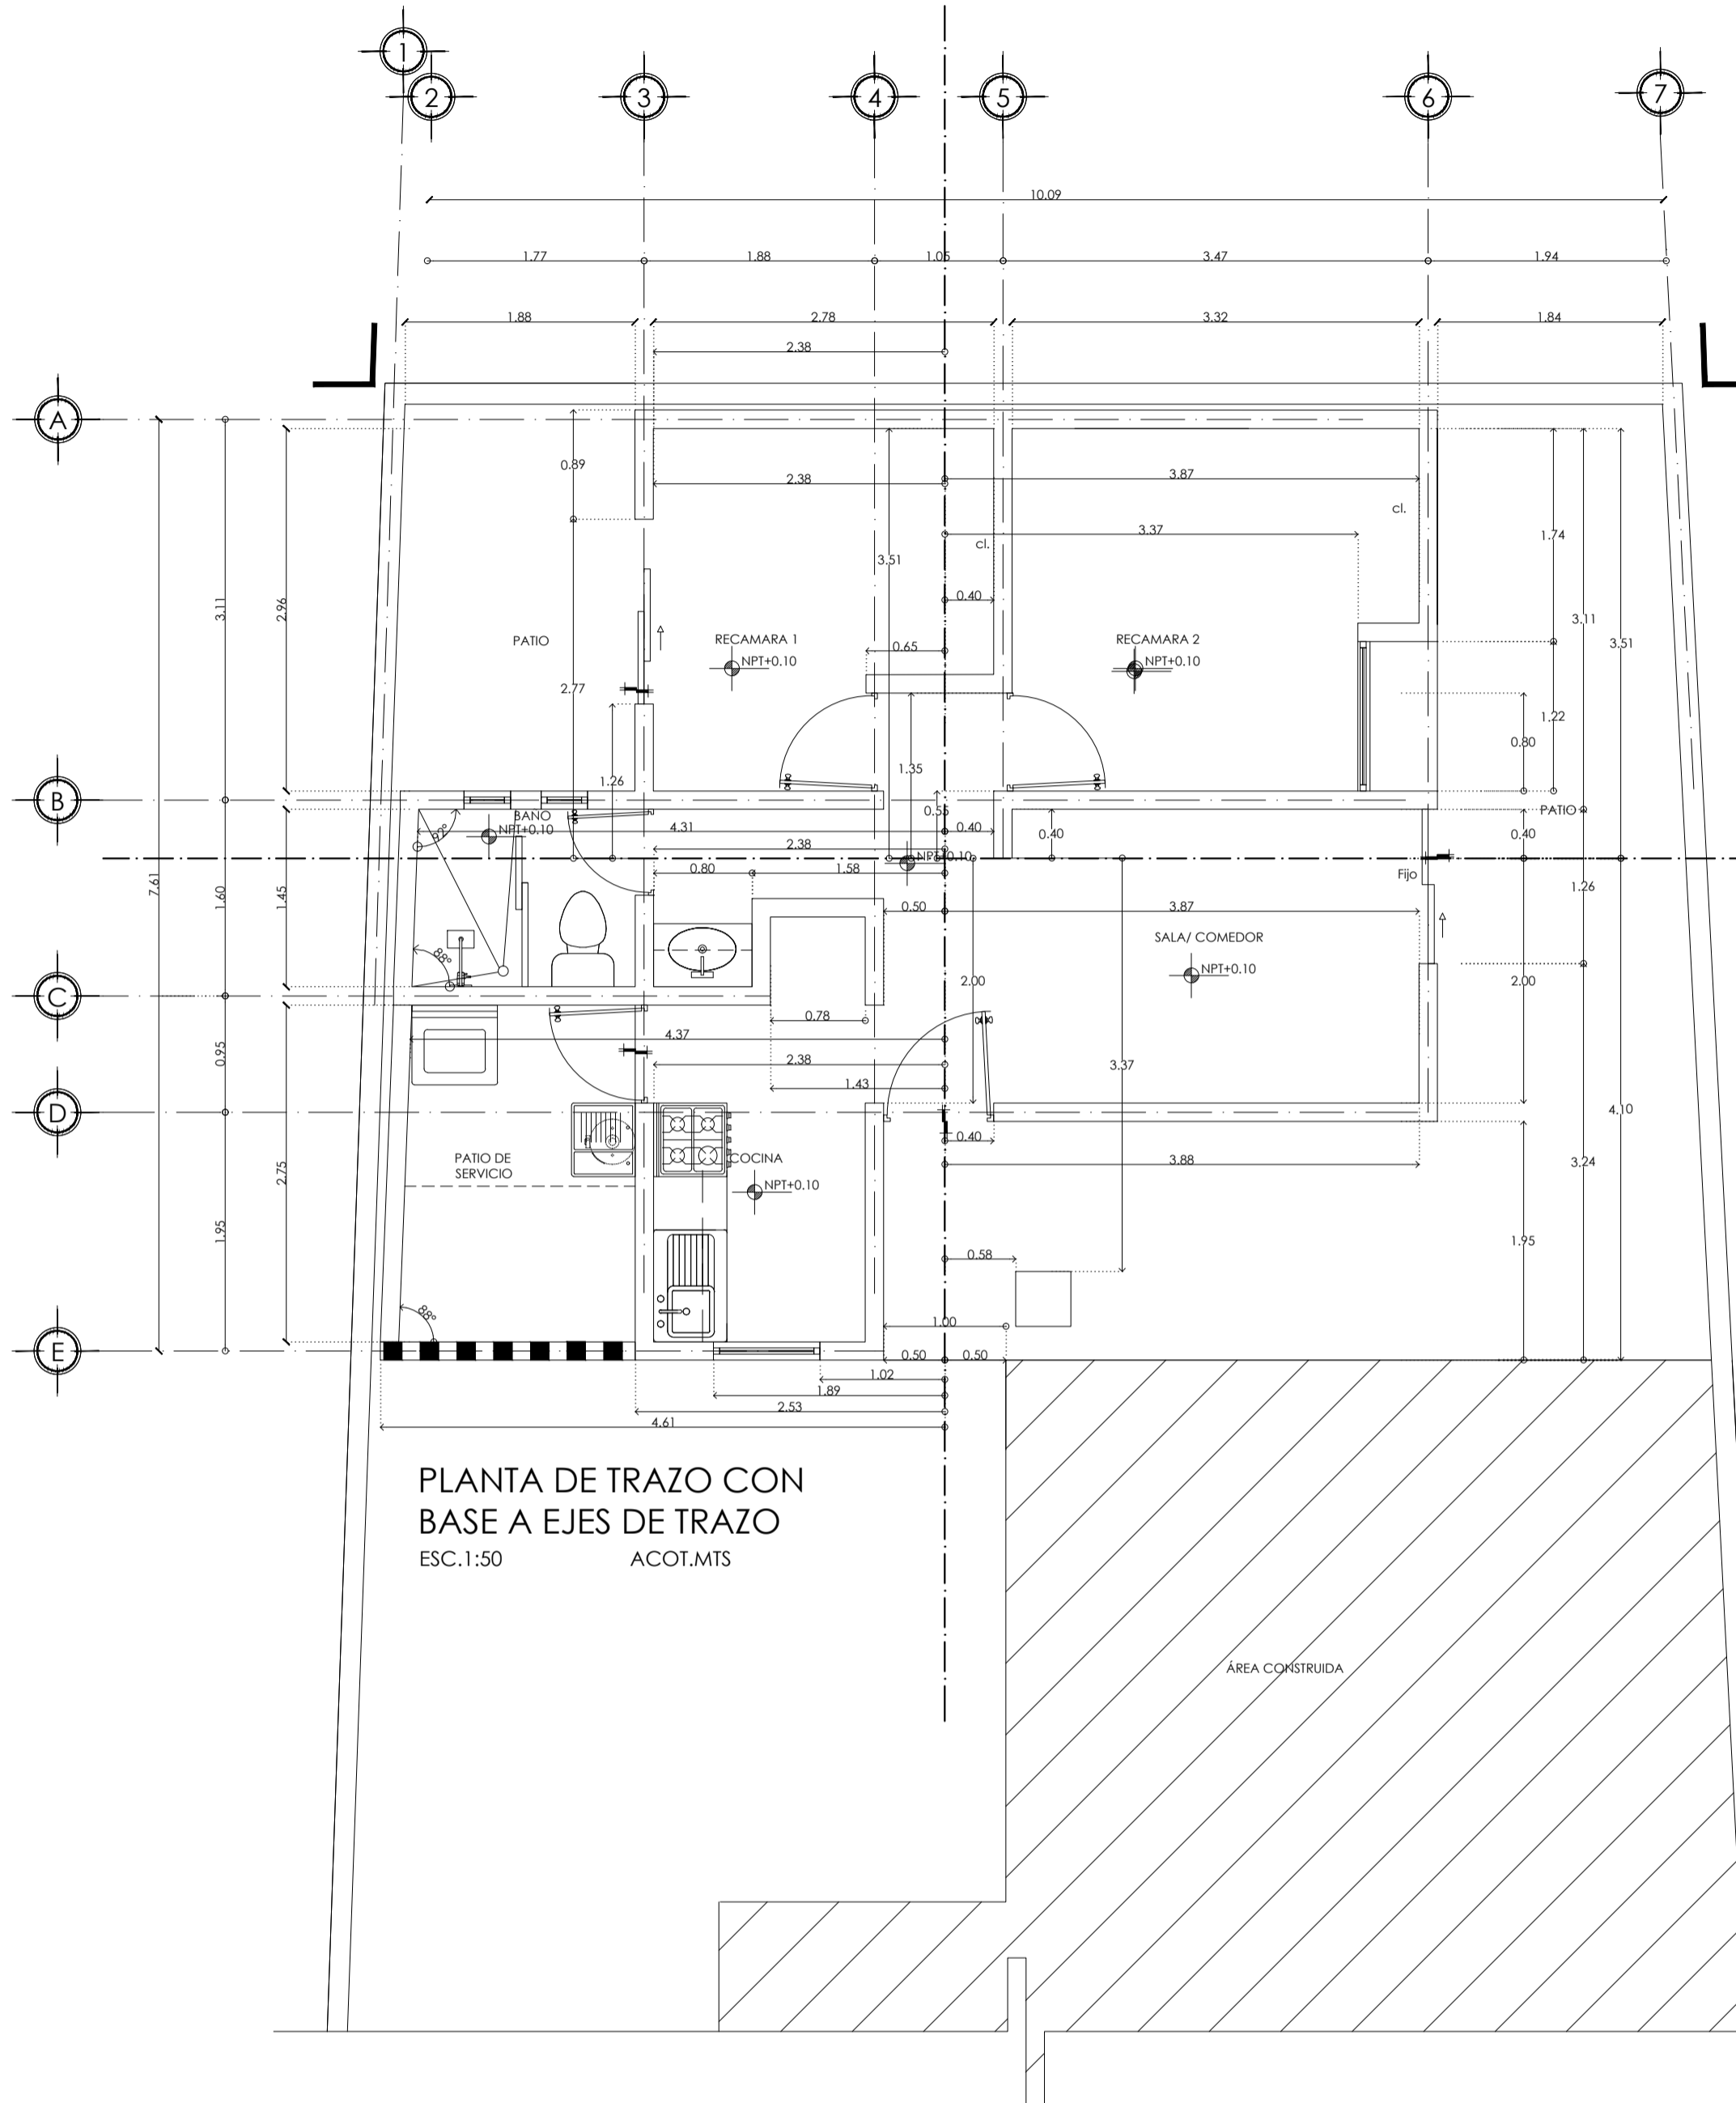 1
2
3
4
5
6
7
10.09
1.77
1.88
1.05
3.47
1.94
1.88
2.78
3.32
1.84
2.38
A
0.89
2.38
3.87
cl.
3.37
1.74
cl.
3.51
0.40
3.11
2.96
3.11
3.51
PATIO
RECAMARA 1
RECAMARA 2
0.65
NPT+0.10
NPT+0.10
2.77
1.22
0.80
1.35
1.26
B
0.55
PATIO
BAÑO
NPT+0.10
92°
4.31
0.40
0.40
0.40
2.38
NPT+0.10
0.80
1.58
Fijo
7.61
1.60
1.45
1.26
0.50
3.87
SALA/ COMEDOR
88°
NPT+0.10
2.00
2.00
C
0.78
4.37
0.95
2.38
3.37
1.43
D
4.10
0.40
PATIO DE
SERVICIO
COCINA
3.88
3.24
2.75
NPT+0.10
1.95
1.95
0.58
88°
1.00
E
0.50
0.50
1.02
1.89
2.53
4.61
PLANTA DE TRAZO CON
BASE A EJES DE TRAZO
ESC.1:50 ACOT.MTS
ÁREA CONSTRUIDA